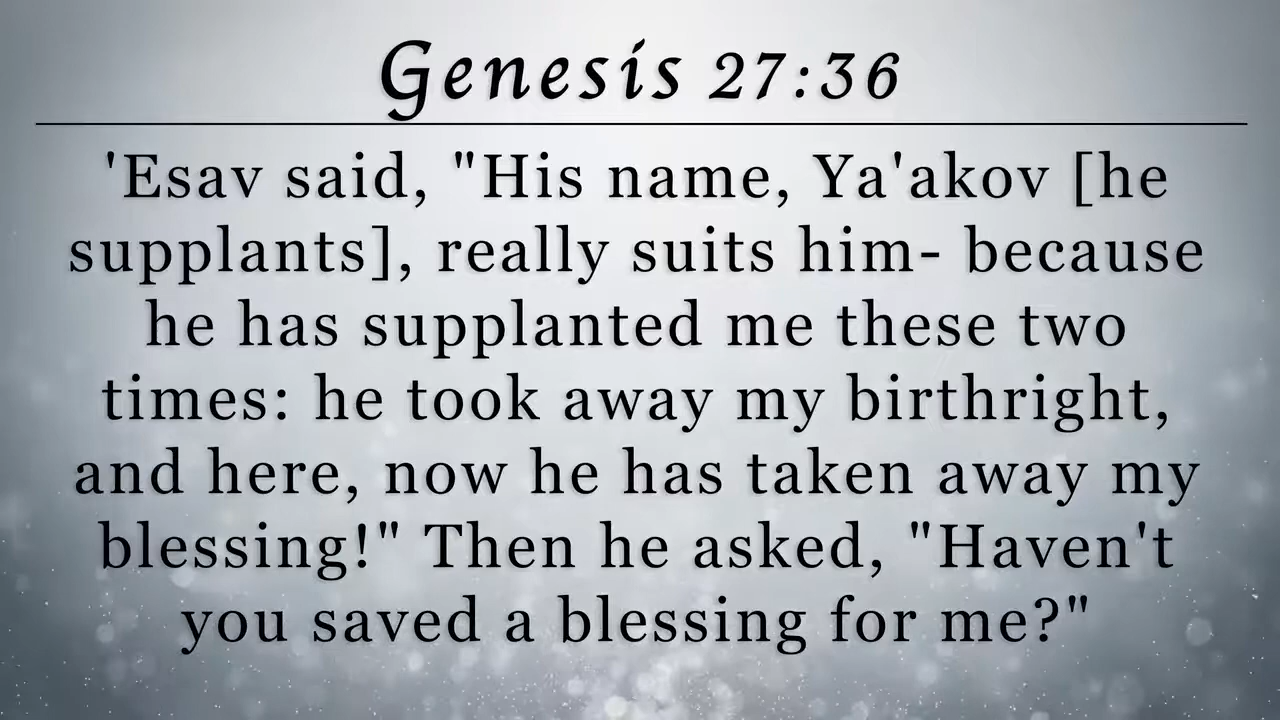 Genesis 27:36
'Esav said, "His name, Ya'akov [he
supplants], really suits him- because
he has supplanted me these two
times: he took away my birthright,
and here, now he has taken away my
blessing!" Then he asked, "Haven't
you saved a blessing for me?"